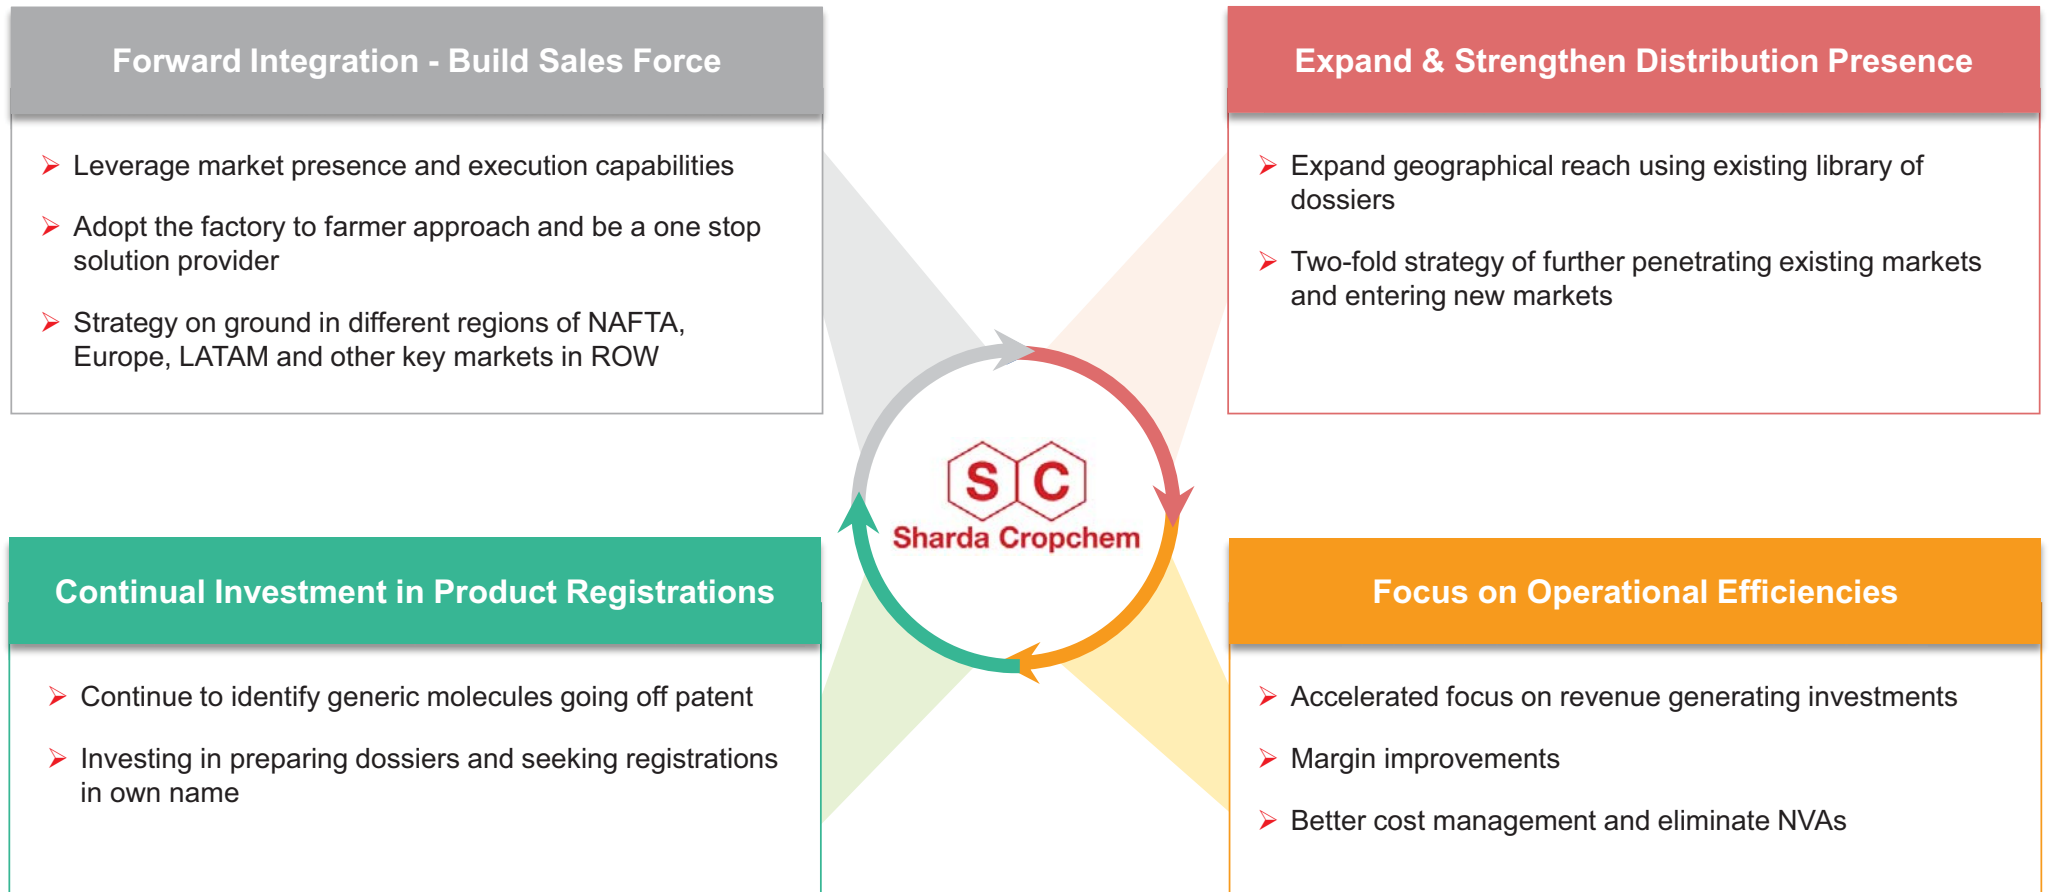 Forward Integration - Build Sales Force
Leverage market presence and execution capabilities
Adopt the factory to farmer approach and be a one stop
solution provider
Strategy on ground in different regions of NAFTA,
Europe, LATAM and other key markets in ROW
Expand & Strengthen Distribution Presence
Expand geographical reach using existing library of
dossiers
Two-fold strategy of further penetrating existing markets
and entering new markets
S C
Sharda Cropchem
Continual Investment in Product Registrations
Continue to identify generic molecules going off patent
Investing in preparing dossiers and seeking registrations
in own name
Focus on Operational Efficiencies
Accelerated focus on revenue generating investments
Margin improvements
Better cost management and eliminate NVAs